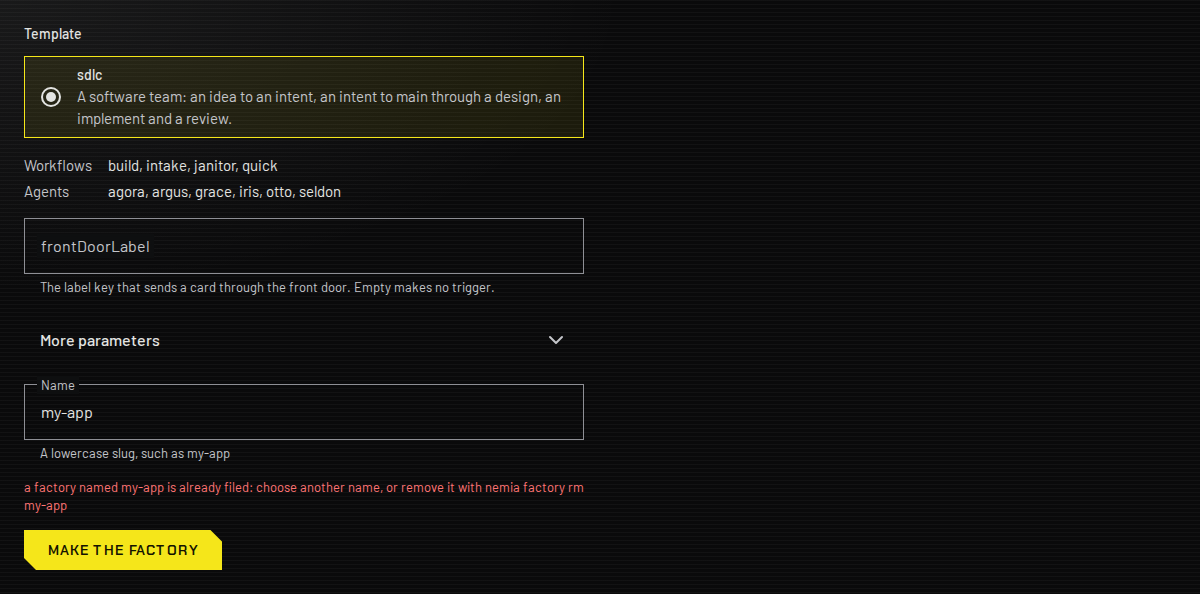 Template
sdlc
A software team: an idea to an intent, an intent to main through a design, an
implement and a review.
Workflows build, intake, janitor, quick
Agents agora, argus, grace, iris, otto, seldon
frontDoorLabel
The label key that sends a card through the front door. Empty makes no trigger.
More parameters
Name
my-app
A lowercase slug, such as my-app
a factory named my-app is already filed: choose another name, or remove it with nemia factory rm
my-app
MAKE THE FACTORY